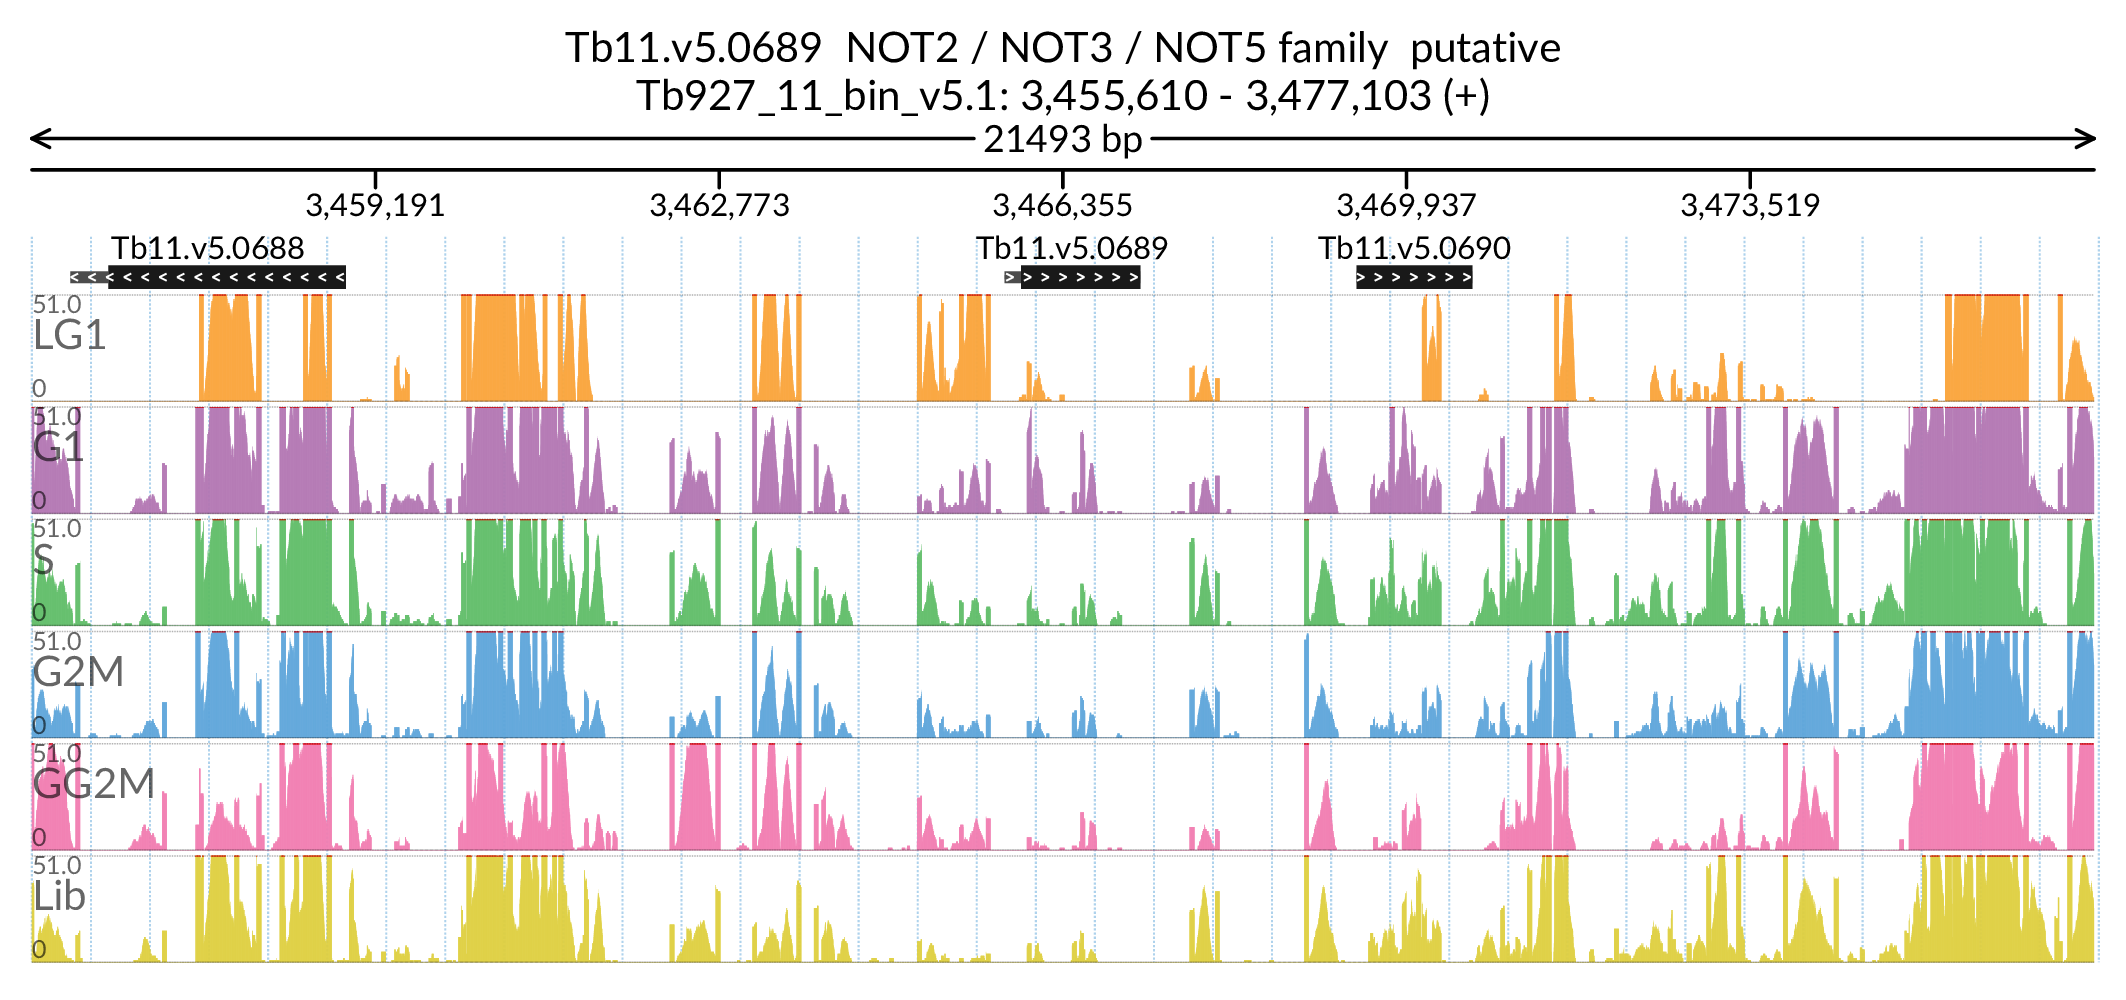 Tb11.v5.0689 NOT2 / NOT3 / NOT5 family putative
Tb927_11_bin_v5.1: 3,455,610 - 3,477,103 (+)
21493 bp
3,459,191 3,462,773 3,466,355 3,469,937 3,473,519
Tb11.v5.0688 Tb11.v5.0689 Tb11.v5.0690
51.0
LG1
0
51.0
G1
0
51.0
S
0
51.0
G2M
0
51.0
GG2M
0
51.0
Lib
0